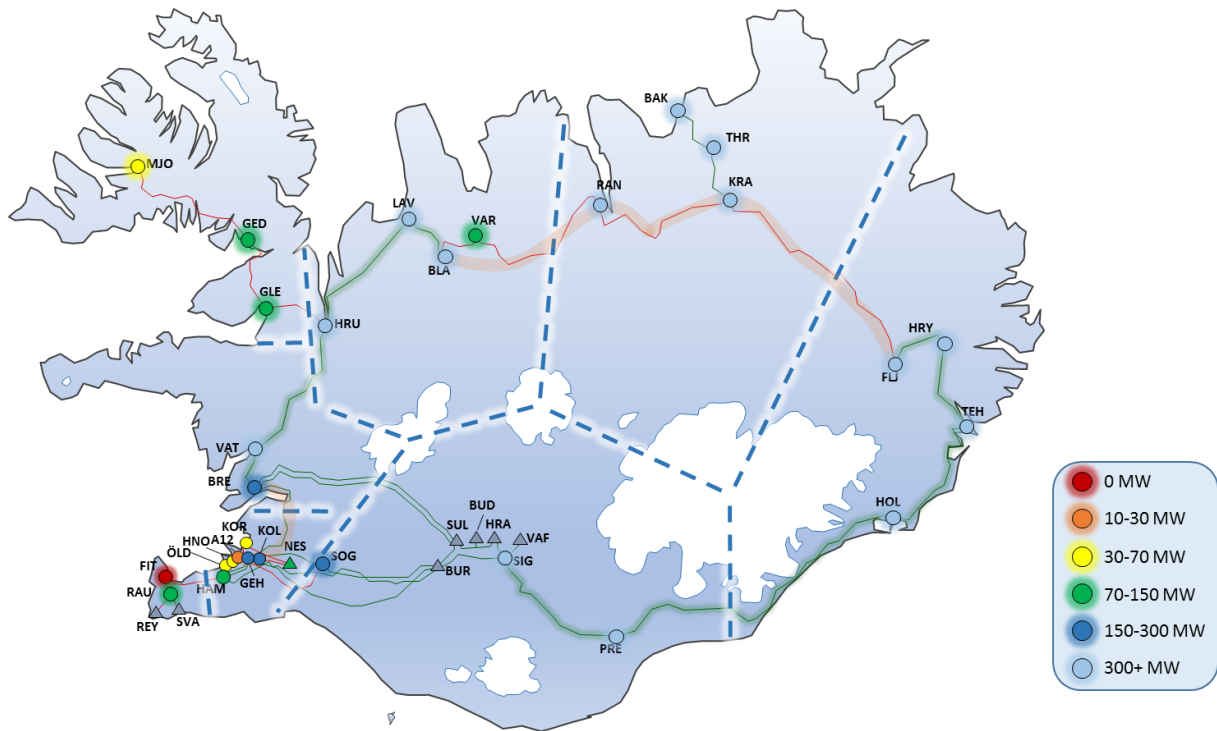 BAK
THR
MJO
KRA
RAN
LAV
VAR
GED
BLA
GLE
HRU
HRY
FLJ
TEH
VAT
BRE
HOL
BUD
SUL
HRA
KOR
VAF
A12
KOL
HNO
NES
ÖLD
SOG
SIG
FIT
BUR
GEH
HAM
RAU
REY
SVA
PRE
0 MW
10-30 MW
30-70 MW
70-150 MW
150-300 MW
300+ MW